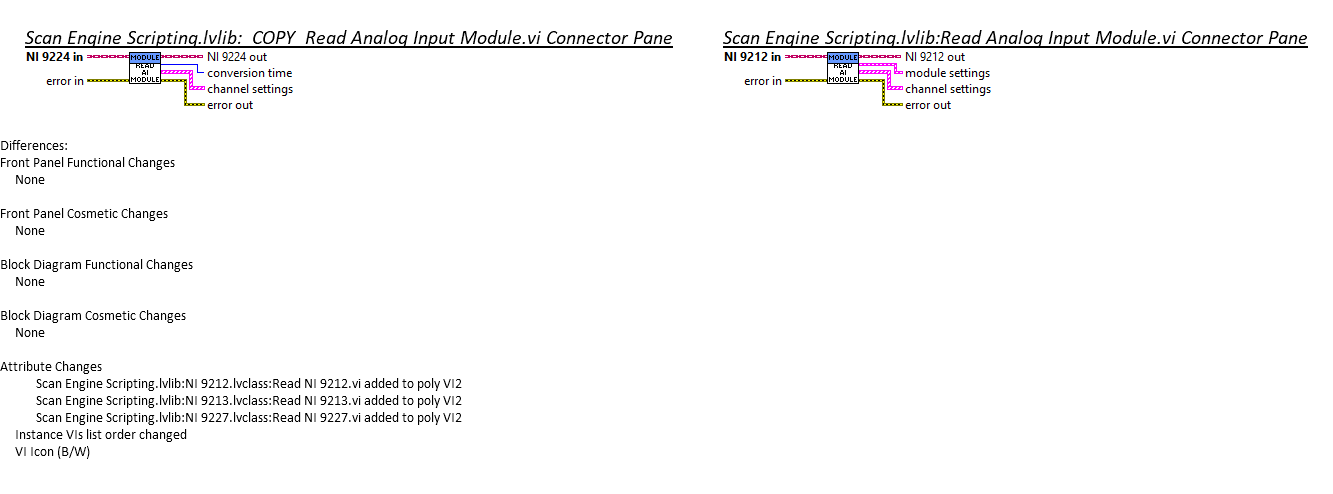 Scan Engine Scripting.lvlib:  COPY  Read Analog Input Module.vi Connector Pane
NI 9224 in
MODULE
READ
AI
MODULE
NI 9224 out
conversion time
error in
channel settings
error out
Scan Engine Scripting.lvlib:Read Analog Input Module.vi Connector Pane
NI 9212 in
MODULE
READ
AI
MODULE
NI 9212 out
module settings
error in
channel settings
error out
Differences:
Front Panel Functional Changes
None
Front Panel Cosmetic Changes
None
Block Diagram Functional Changes
None
Block Diagram Cosmetic Changes
None
Attribute Changes
Scan Engine Scripting.lvlib:NI 9212.lvclass:Read NI 9212.vi added to poly VI2
Scan Engine Scripting.lvlib:NI 9213.lvclass:Read NI 9213.vi added to poly VI2
Scan Engine Scripting.lvlib:NI 9227.lvclass:Read NI 9227.vi added to poly VI2
Instance VIs list order changed
VI Icon (B/W)